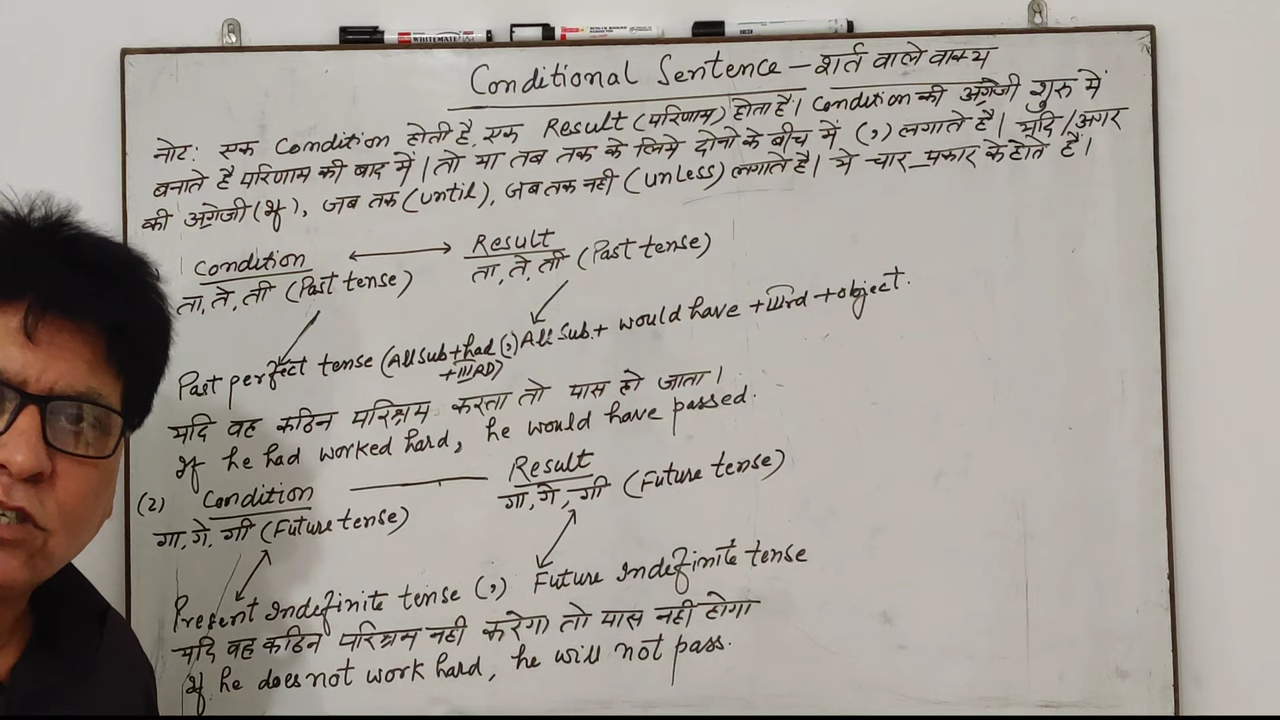 WHITEMATE
Conditional Sentence – शर्त वाले वाक्य
नोट: एक Condition होती है, एक Result (परिणाम) होता है। Condition की अंग्रेजी शुरु में
बनाते है परिणाम की बाद में। तो या तब तक के लिये दोनो के बीच में (,) लगाते है। यदि/अगर
की अंग्रेजी (If), जब तक (until), जब तक नही (unless) लगाते है। ये चार प्रकार के होते है।
Condition ⟷ Result
ता, ते, ती (Past tense) ता, ते, ती (Past tense)
Past perfect tense (All sub + had (,) All Sub. + would have + IIIrd + object.
+ IIIRD)
यदि वह कठिन परिश्रम करता तो पास हो जाता।
If he had worked hard, he would have passed.
(2) Condition — Result
गा, गे, गी (Future tense) गा, गे, गी (Future tense)
Present Indefinite tense (,) Future Indefinite tense
यदि वह कठिन परिश्रम नही करेगा तो पास नही होगा
If he does not work hard, he will not pass.